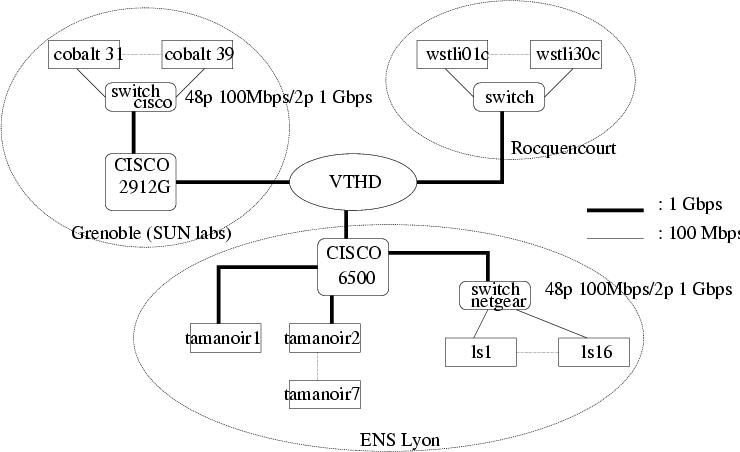 cobalt 31
cobalt 39
wstli01c
wstli30c
switch
cisco
48p 100Mbps/2p 1 Gbps
switch
Rocquencourt
CISCO
2912G
VTHD
: 1 Gbps
: 100 Mbps
Grenoble (SUN labs)
CISCO
6500
switch
netgear
48p 100Mbps/2p 1 Gbps
tamanoir1
tamanoir2
ls1
ls16
tamanoir7
ENS Lyon